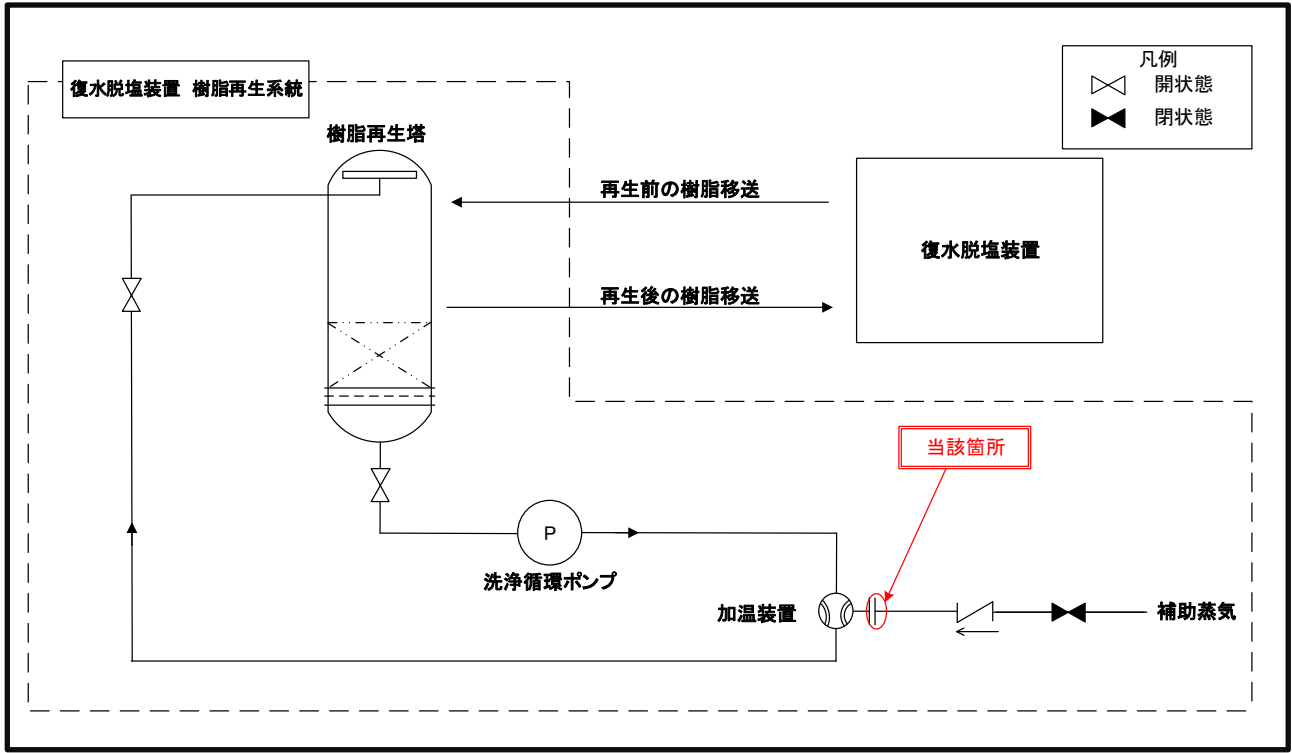 復水脱塩装置 樹脂再生系統
凡例
開状態
閉状態
樹脂再生塔
再生前の樹脂移送
復水脱塩装置
再生後の樹脂移送
当該箇所
P
洗浄循環ポンプ
加温装置
補助蒸気